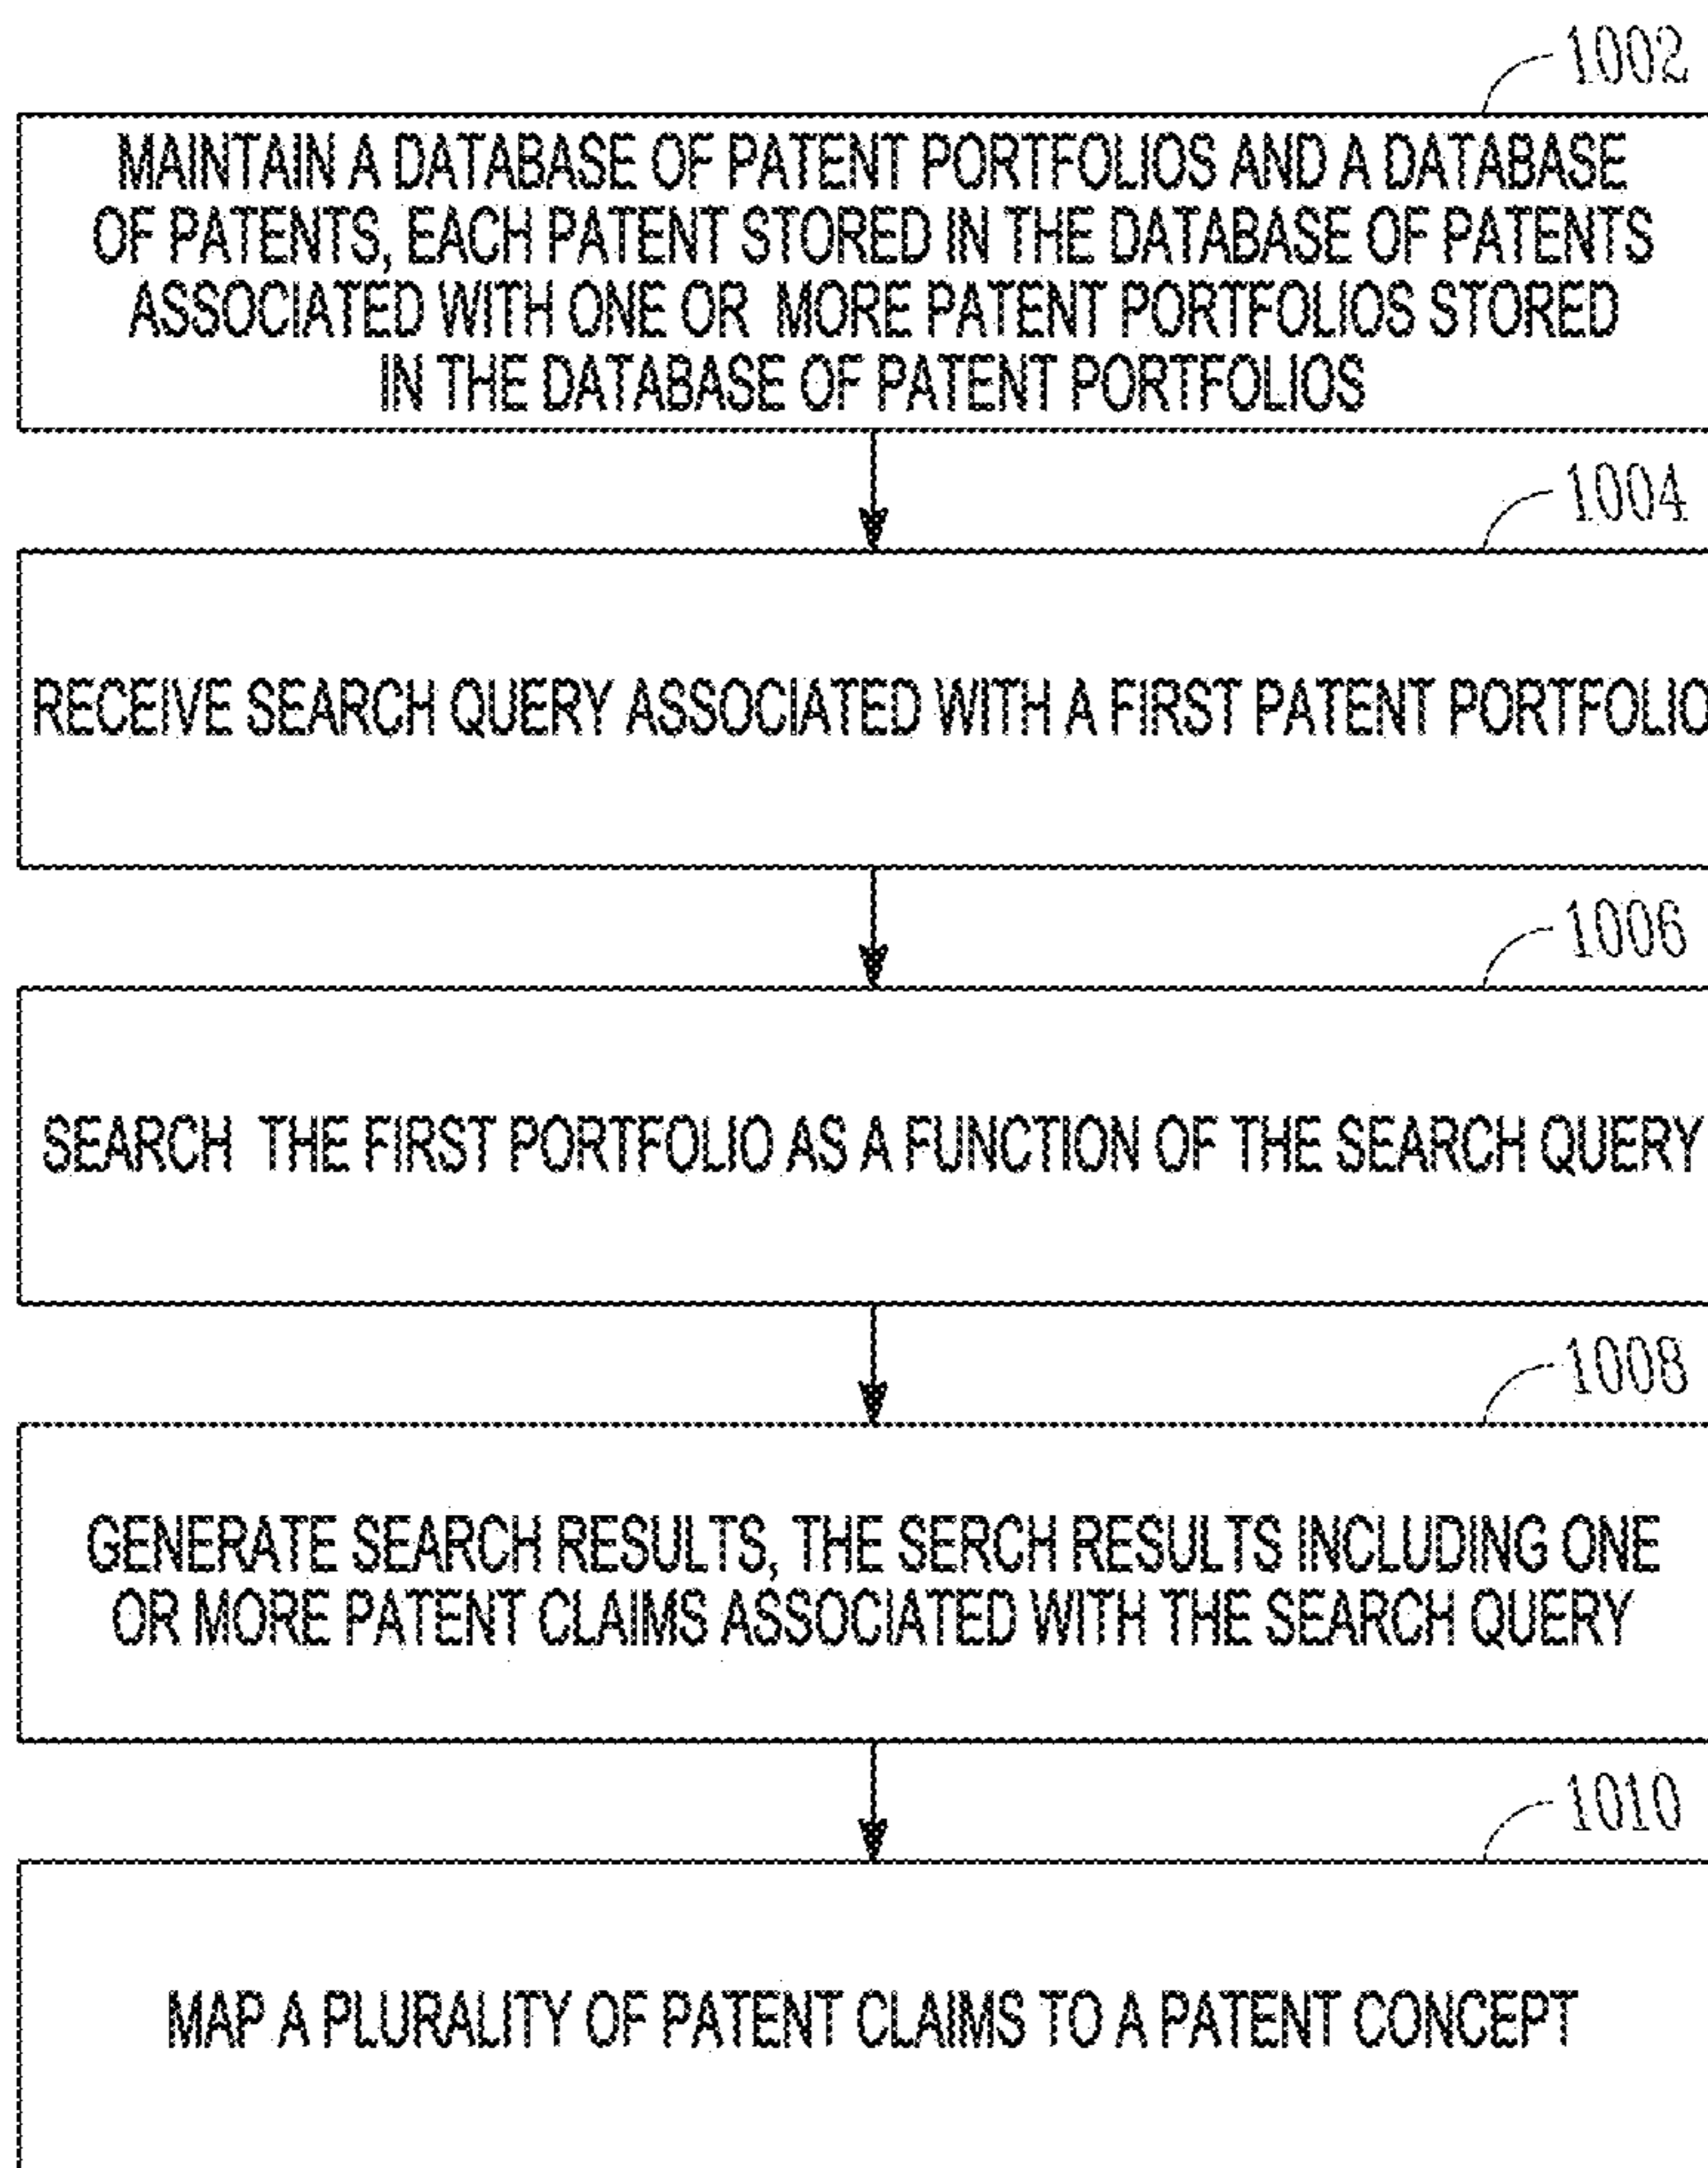 1002
MAINTAIN A DATABASE OF PATENT PORTFOLIOS AND A DATABASE
OF PATENTS, EACH PATENT STORED IN THE DATABASE OF PATENTS
ASSOCIATED WITH ONE OR MORE PATENT PORTFOLIOS STORED
IN THE DATABASE OF PATENT PORTFOLIOS
1004
RECEIVE SEARCH QUERY ASSOCIATED WITH A FIRST PATENT PORTFOLIO
1006
SEARCH THE FIRST PORTFOLIO AS A FUNCTION OF THE SEARCH QUERY
1008
GENERATE SEARCH RESULTS, THE SERCH RESULTS INCLUDING ONE
OR MORE PATENT CLAIMS ASSOCIATED WITH THE SEARCH QUERY
1010
MAP A PLURALITY OF PATENT CLAIMS TO A PATENT CONCEPT